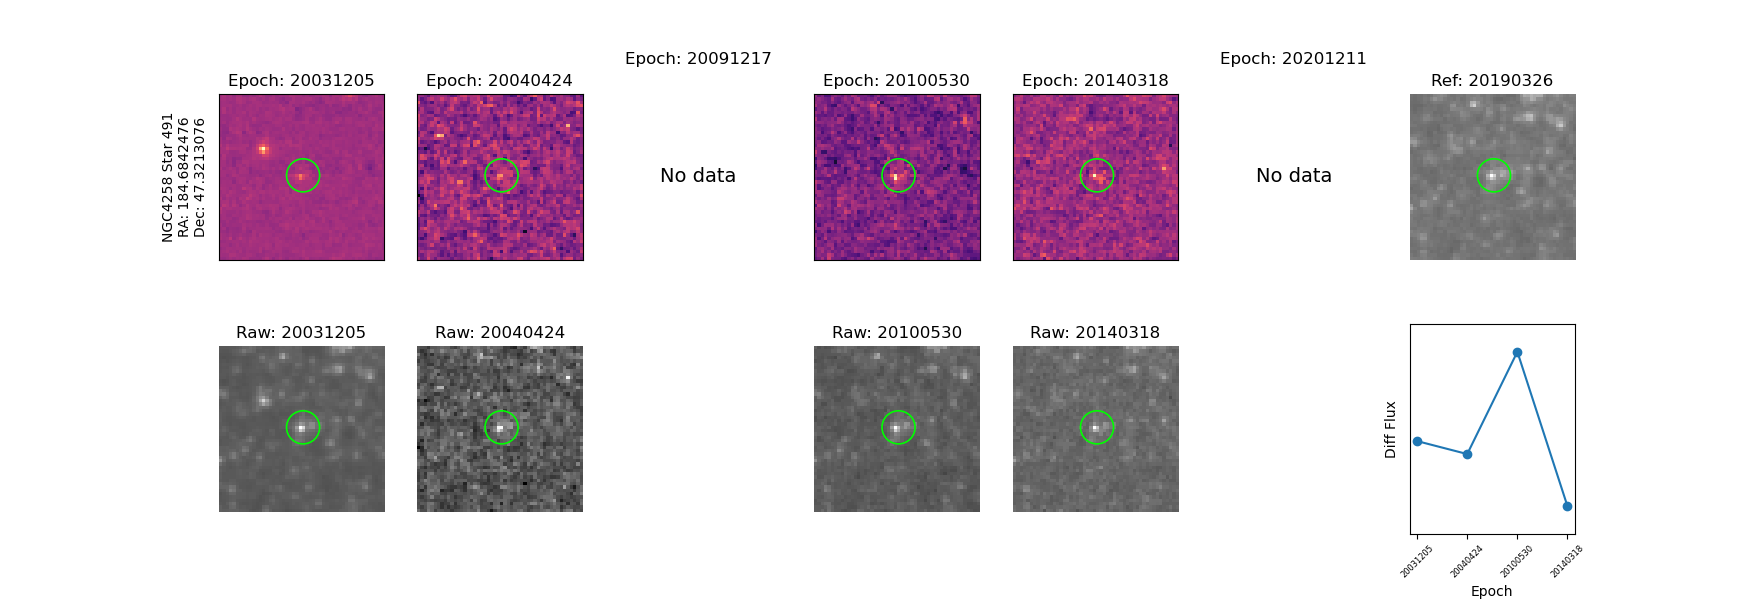 Epoch: 20091217
Epoch: 20201211
Epoch: 20031205
Epoch: 20040424
Epoch: 20100530
Epoch: 20140318
Ref: 20190326
NGC4258 Star 491
RA: 184.6842476
Dec: 47.3213076
No data
No data
Raw: 20031205
Raw: 20040424
Raw: 20100530
Raw: 20140318
Diff Flux
20031205
20040424
20100530
20140318
Epoch